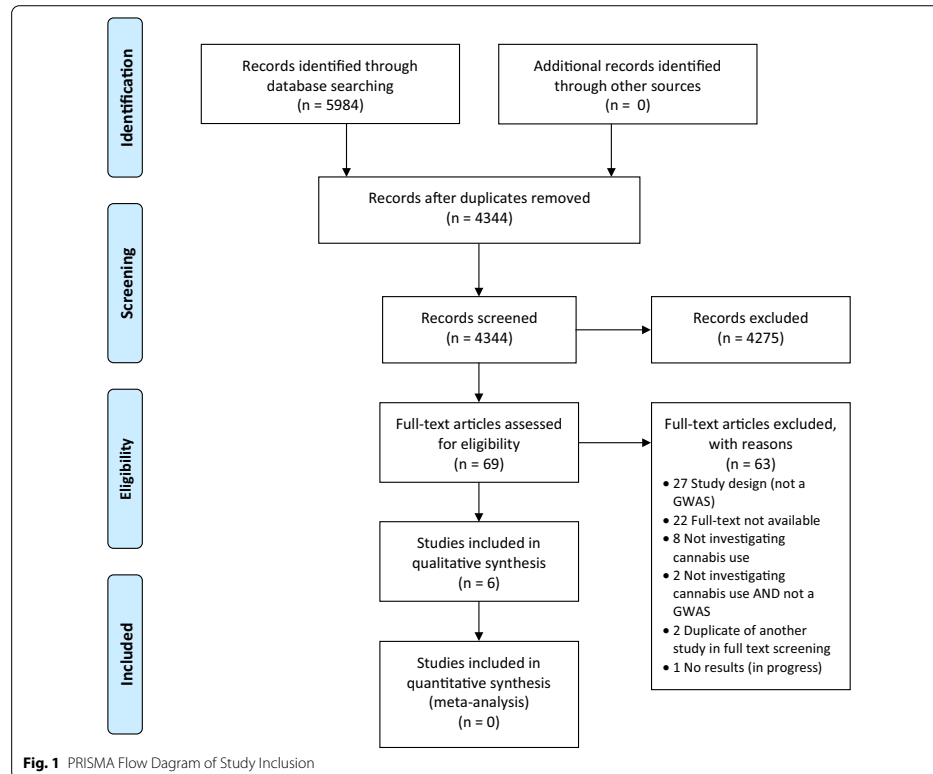 Identification
Records identified through
database searching
(n = 5984)
Additional records identified
through other sources
(n = 0)
Records after duplicates removed
(n = 4344)
Screening
Records screened
(n = 4344)
Records excluded
(n = 4275)
Eligibility
Full-text articles assessed
for eligibility
(n = 69)
Full-text articles excluded,
with reasons
(n = 63)
• 27 Study design (not a
GWAS)
• 22 Full-text not available
• 8 Not investigating
cannabis use
• 2 Not investigating
cannabis use AND not a
GWAS
• 2 Duplicate of another
study in full text screening
• 1 No results (in progress)
Studies included in
qualitative synthesis
(n = 6)
Included
Studies included in
quantitative synthesis
(meta-analysis)
(n = 0)
Fig. 1 PRISMA Flow Dagram of Study Inclusion